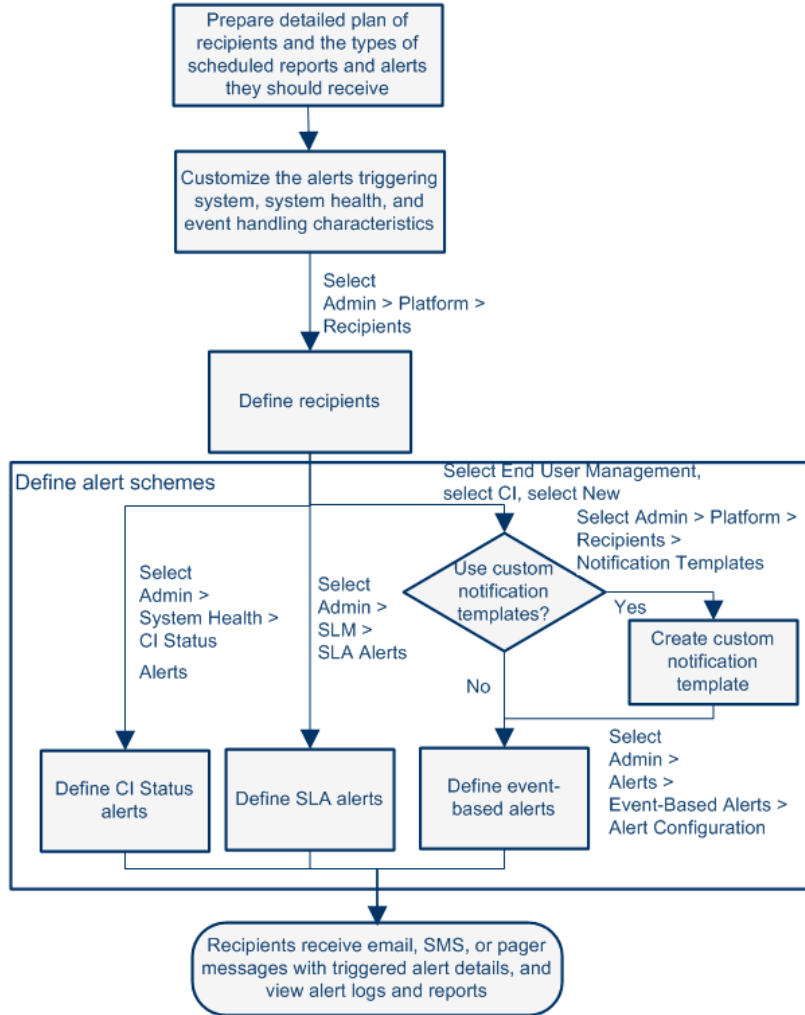 Prepare detailed plan of
recipients and the types of
scheduled reports and alerts
they should receive
Customize the alerts triggering
system, system health, and
event handling characteristics
Select
Admin > Platform >
Recipients
Define recipients
Define alert schemes
Select End User Management,
select CI, select New
Select Admin > Platform >
Recipients >
Notification Templates
Select
Admin >
System Health >
CI Status
Alerts
Select
Admin >
SLM >
SLA Alerts
Use custom
notification
templates?
Yes
Create custom
notification
template
No
Define CI Status
alerts
Define SLA alerts
Define event-
based alerts
Select
Admin >
Alerts >
Event-Based Alerts >
Alert Configuration
Recipients receive email, SMS, or pager
messages with triggered alert details, and
view alert logs and reports